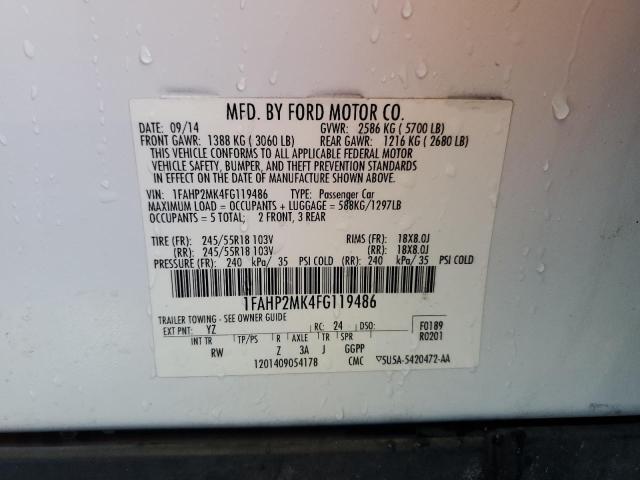 MFD. BY FORD MOTOR CO.
DATE: 09/14 GVWR: 2586 KG ( 5700 LB)
FRONT GAWR: 1388 KG ( 3060 LB) REAR GAWR: 1216 KG ( 2680 LB)
THIS VEHICLE CONFORMS TO ALL APPLICABLE FEDERAL MOTOR
VEHICLE SAFETY, BUMPER, AND THEFT PREVENTION STANDARDS
IN EFFECT ON THE DATE OF MANUFACTURE SHOWN ABOVE.
VIN: 1FAHP2MK4FG119486 TYPE: Passenger Car
MAXIMUM LOAD = OCCUPANTS + LUGGAGE = 588KG/1297LB
OCCUPANTS = 5 TOTAL; 2 FRONT, 3 REAR
TIRE (FR): 245/55R18 103V RIMS (FR): 18X8.0J
(RR): 245/55R18 103V (RR): 18X8.0J
PRESSURE (FR): 240 kPa/ 35 PSI COLD (RR): 240 kPa/ 35 PSI COLD
1FAHP2MK4FG119486
TRAILER TOWING - SEE OWNER GUIDE
EXT PNT: YZ RC: 24 DSO: F0189
INT TR TP/PS R AXLE TR SPR R0201
RW Z 3A J GGPP
1201409054178 CMC ▽5U5A-5420472-AA